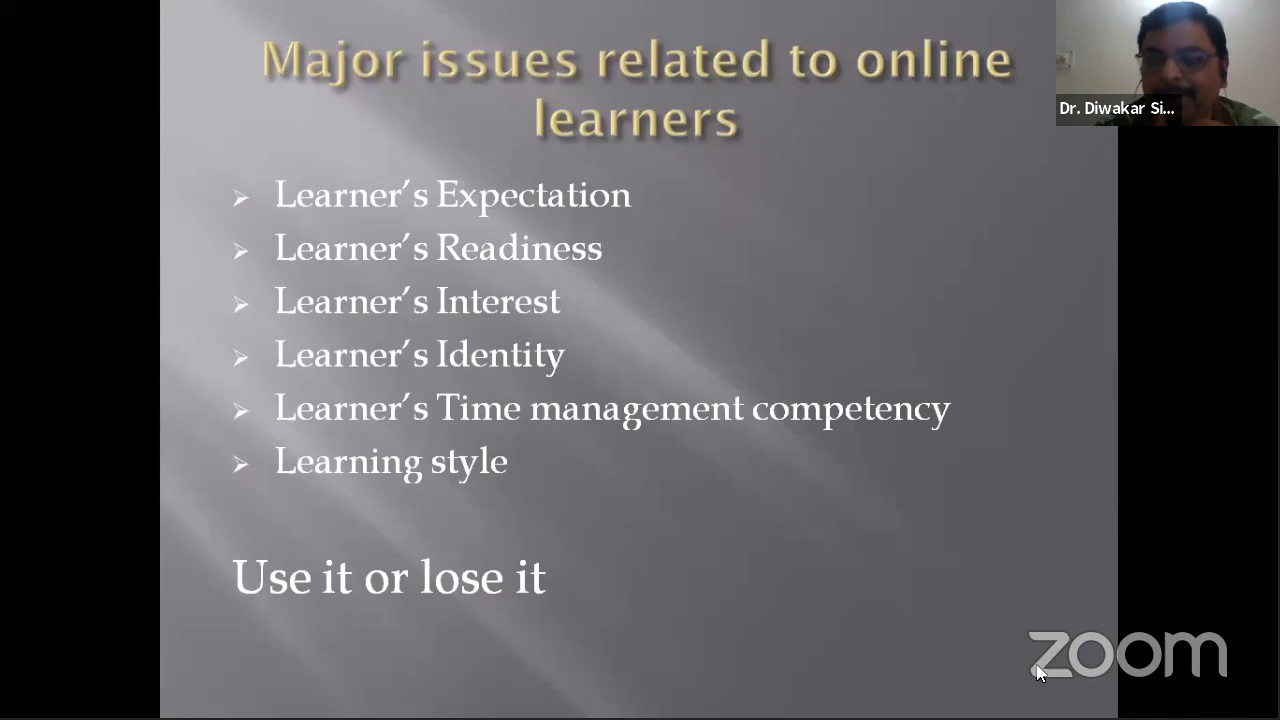 Major issues related to online
learners
Dr. Diwakar Si...
Learner’s Expectation
Learner’s Readiness
Learner’s Interest
Learner’s Identity
Learner’s Time management competency
Learning style
Use it or lose it
zoom